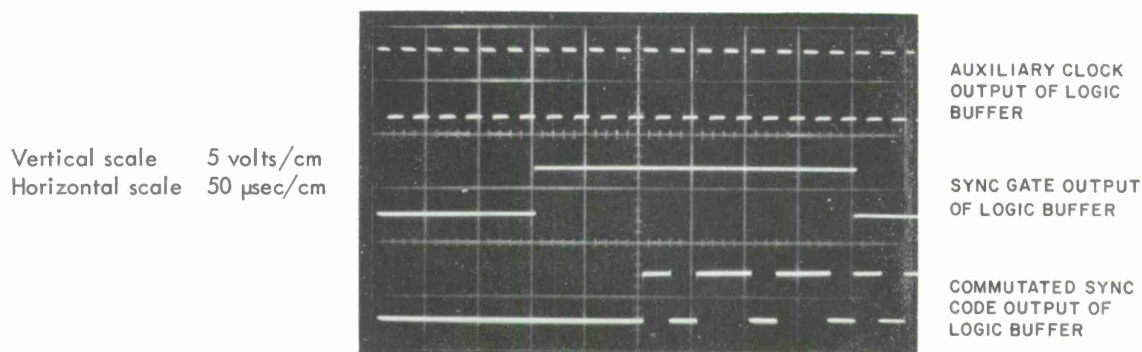 Vertical scale 5 volts/cm
Horizontal scale 50 μsec/cm
AUXILIARY CLOCK
OUTPUT OF LOGIC
BUFFER
SYNC GATE OUTPUT
OF LOGIC BUFFER
COMMUTATED SYNC
CODE OUTPUT OF
LOGIC BUFFER